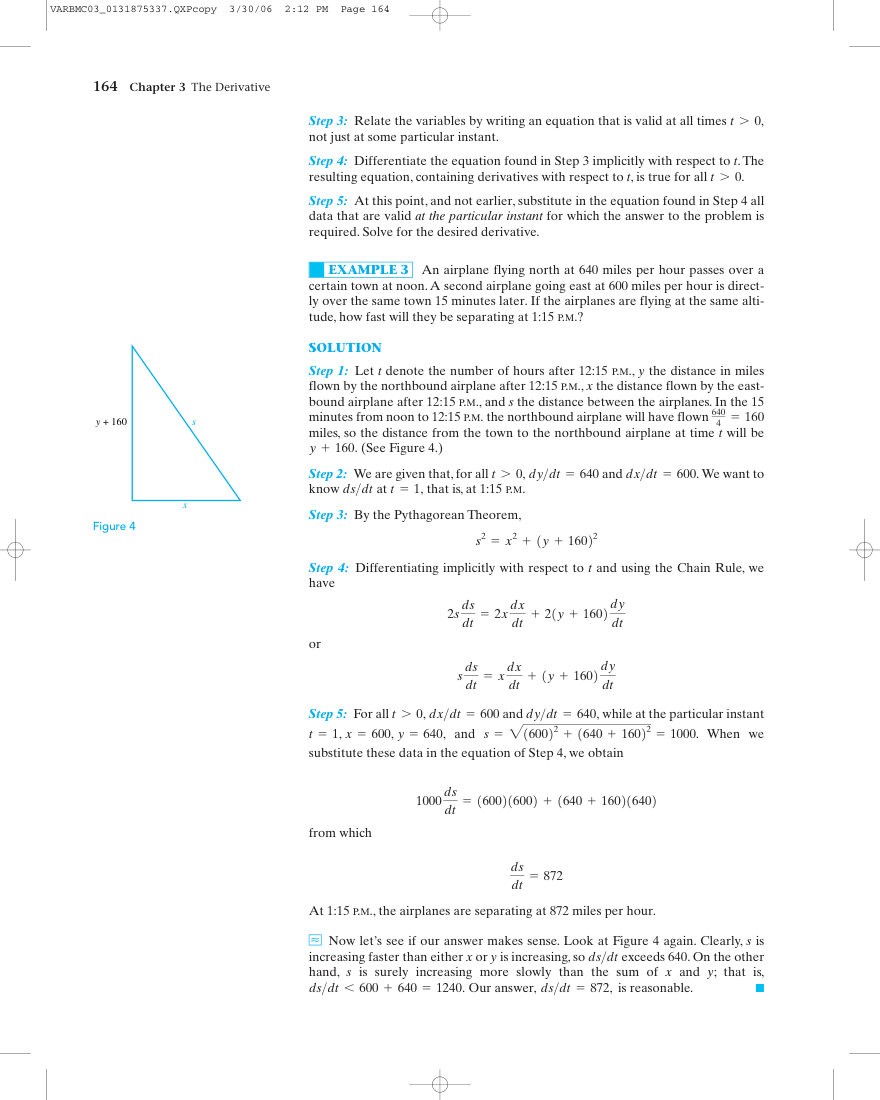 VARBMC03_0131875337.QXPcopy 3/30/06 2:12 PM Page 164
164 Chapter 3 The Derivative
Step 3: Relate the variables by writing an equation that is valid at all times t > 0,
not just at some particular instant.
Step 4: Differentiate the equation found in Step 3 implicitly with respect to t. The
resulting equation, containing derivatives with respect to t, is true for all t > 0.
Step 5: At this point, and not earlier, substitute in the equation found in Step 4 all
data that are valid at the particular instant for which the answer to the problem is
required. Solve for the desired derivative.
EXAMPLE 3 An airplane flying north at 640 miles per hour passes over a
certain town at noon. A second airplane going east at 600 miles per hour is direct-
ly over the same town 15 minutes later. If the airplanes are flying at the same alti-
tude, how fast will they be separating at 1:15 P.M.?
SOLUTION
Step 1: Let t denote the number of hours after 12:15 P.M., y the distance in miles
flown by the northbound airplane after 12:15 P.M., x the distance flown by the east-
bound airplane after 12:15 P.M., and s the distance between the airplanes. In the 15
minutes from noon to 12:15 P.M. the northbound airplane will have flown 640/4 = 160
miles, so the distance from the town to the northbound airplane at time t will be
y + 160. (See Figure 4.)
y + 160
s
x
Figure 4
Step 2: We are given that, for all t > 0, dy/dt = 640 and dx/dt = 600. We want to
know ds/dt at t = 1, that is, at 1:15 P.M.
Step 3: By the Pythagorean Theorem,
s² = x² + (y + 160)²
Step 4: Differentiating implicitly with respect to t and using the Chain Rule, we
have
2s ds/dt = 2x dx/dt + 2(y + 160) dy/dt
or
s ds/dt = x dx/dt + (y + 160) dy/dt
Step 5: For all t > 0, dx/dt = 600 and dy/dt = 640, while at the particular instant
t = 1, x = 600, y = 640, and s = √(600)² + (640 + 160)² = 1000. When we
substitute these data in the equation of Step 4, we obtain
1000 ds/dt = (600)(600) + (640 + 160)(640)
from which
ds/dt = 872
At 1:15 P.M., the airplanes are separating at 872 miles per hour.
≈ Now let's see if our answer makes sense. Look at Figure 4 again. Clearly, s is
increasing faster than either x or y is increasing, so ds/dt exceeds 640. On the other
hand, s is surely increasing more slowly than the sum of x and y; that is,
ds/dt < 600 + 640 = 1240. Our answer, ds/dt = 872, is reasonable.